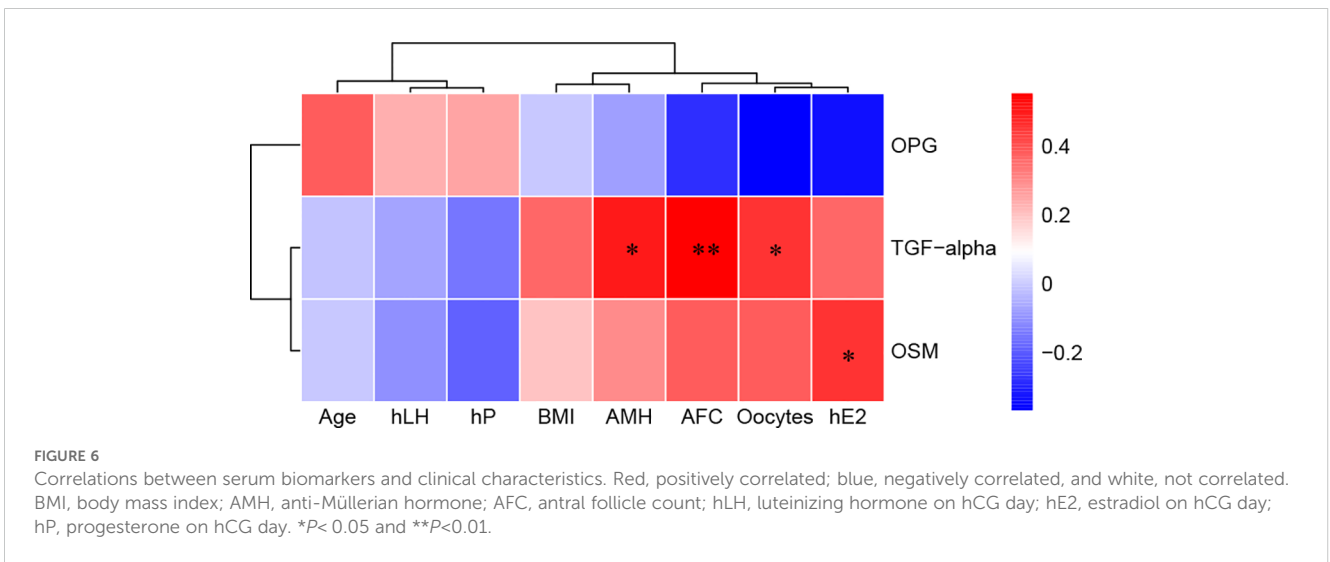 OPG
TGF-alpha
OSM
* ** *
*
Age hLH hP BMI AMH AFC Oocytes hE2
0.4
0.2
0
−0.2
FIGURE 6
Correlations between serum biomarkers and clinical characteristics. Red, positively correlated; blue, negatively correlated, and white, not correlated.
BMI, body mass index; AMH, anti-Müllerian hormone; AFC, antral follicle count; hLH, luteinizing hormone on hCG day; hE2, estradiol on hCG day;
hP, progesterone on hCG day. *P< 0.05 and **P<0.01.